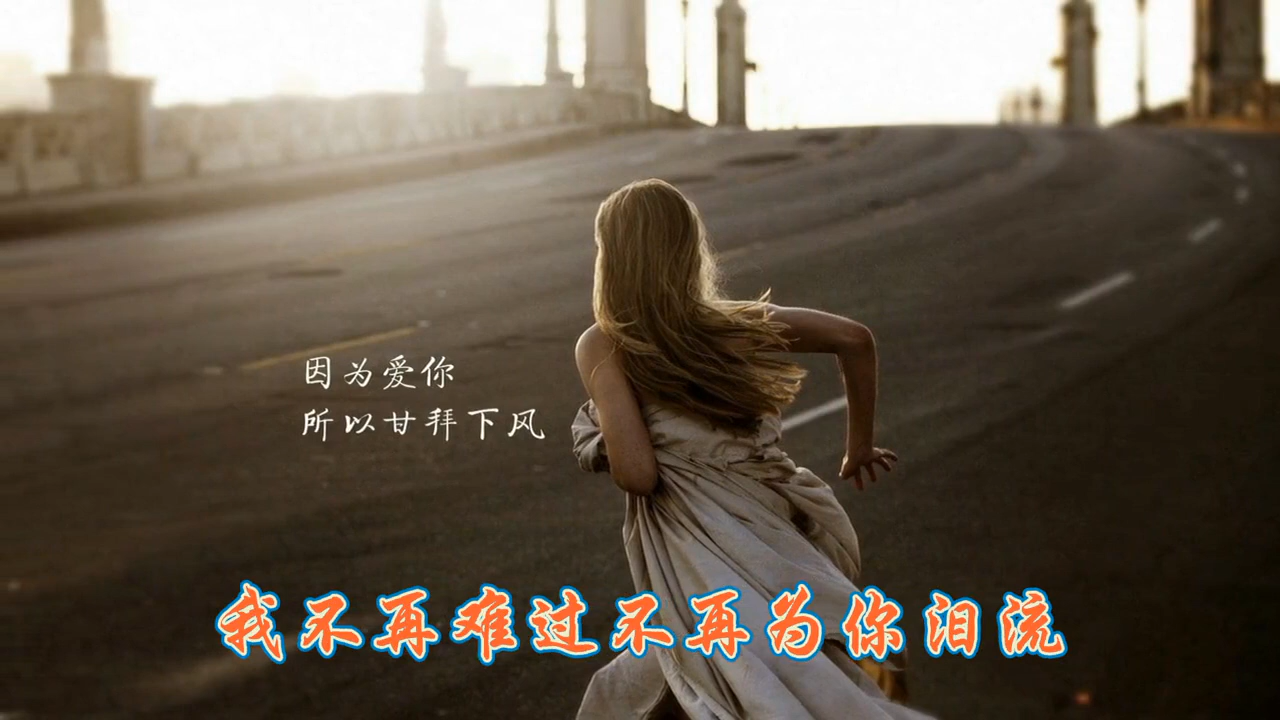 因为爱你
所以甘拜下风
我不再难过不再为你泪流